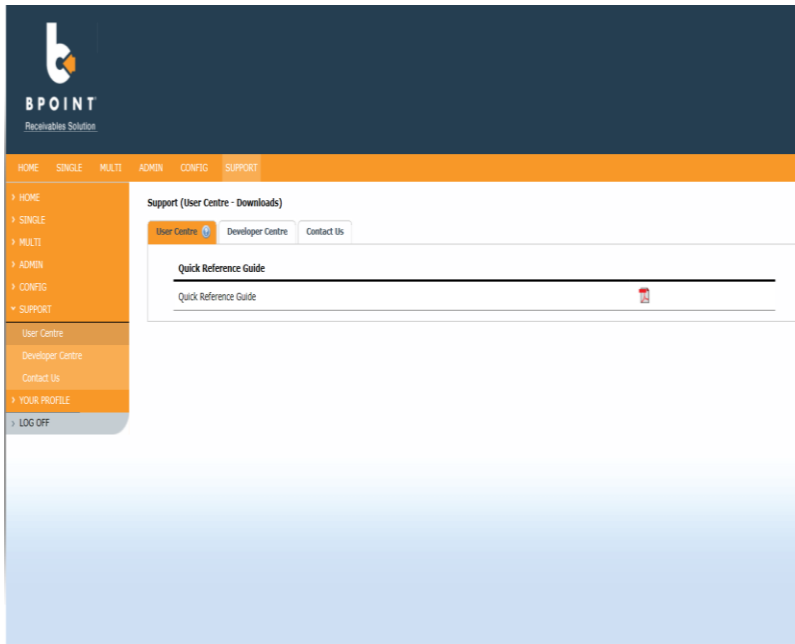 BPOINT
Receivables Solution
HOME SINGLE MULTI ADMIN CONFIG SUPPORT
HOME
SINGLE
MULTI
ADMIN
CONFIG
SUPPORT
User Centre
Developer Centre
Contact Us
YOUR PROFILE
LOG OFF
Support (User Centre - Downloads)
User Centre Developer Centre Contact Us
Quick Reference Guide
Quick Reference Guide